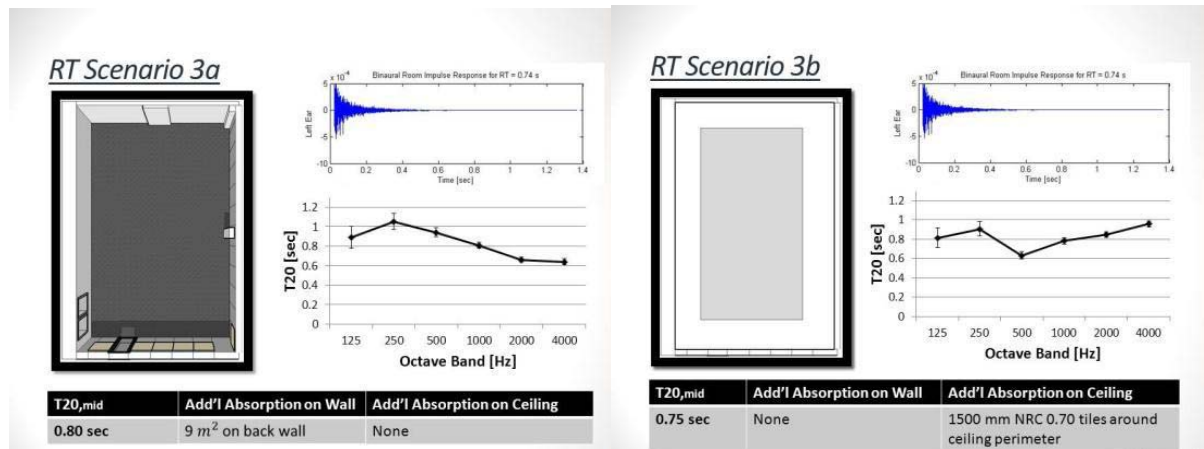 RT Scenario 3a
Binaural Room Impulse Response for RT = 0.74 s
x 10⁻⁴
5
0
-5
-10
Left Ear
0 0.2 0.4 0.6 0.8 1 1.2 1.4
Time [sec]
1.2
1
0.8
0.6
0.4
0.2
0
T20 [sec]
125 250 500 1000 2000 4000
Octave Band [Hz]
T20,mid Add'l Absorption on Wall Add'l Absorption on Ceiling
0.80 sec 9 m² on back wall None
RT Scenario 3b
Binaural Room Impulse Response for RT = 0.74 s
x 10⁻⁴
5
0
-5
-10
Left Ear
0 0.2 0.4 0.6 0.8 1 1.2 1.4
Time [sec]
1.2
1
0.8
0.6
0.4
0.2
0
T20 [sec]
125 250 500 1000 2000 4000
Octave Band [Hz]
T20,mid Add'l Absorption on Wall Add'l Absorption on Ceiling
0.75 sec None 1500 mm NRC 0.70 tiles around
ceiling perimeter